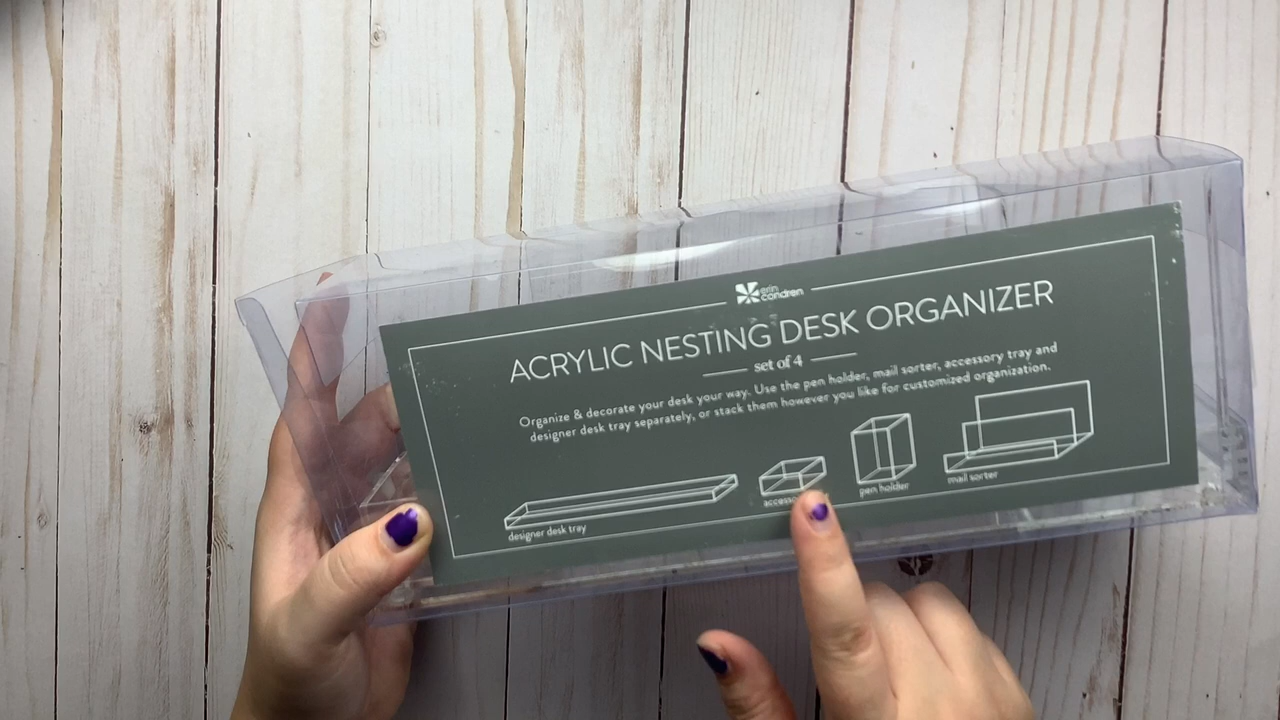 erin
condren
ACRYLIC NESTING DESK ORGANIZER
set of 4
Organize & decorate your desk your way. Use the pen holder, mail sorter, accessory tray and
designer desk tray separately, or stack them however you like for customized organization.
designer desk tray
pen holder
mail sorter